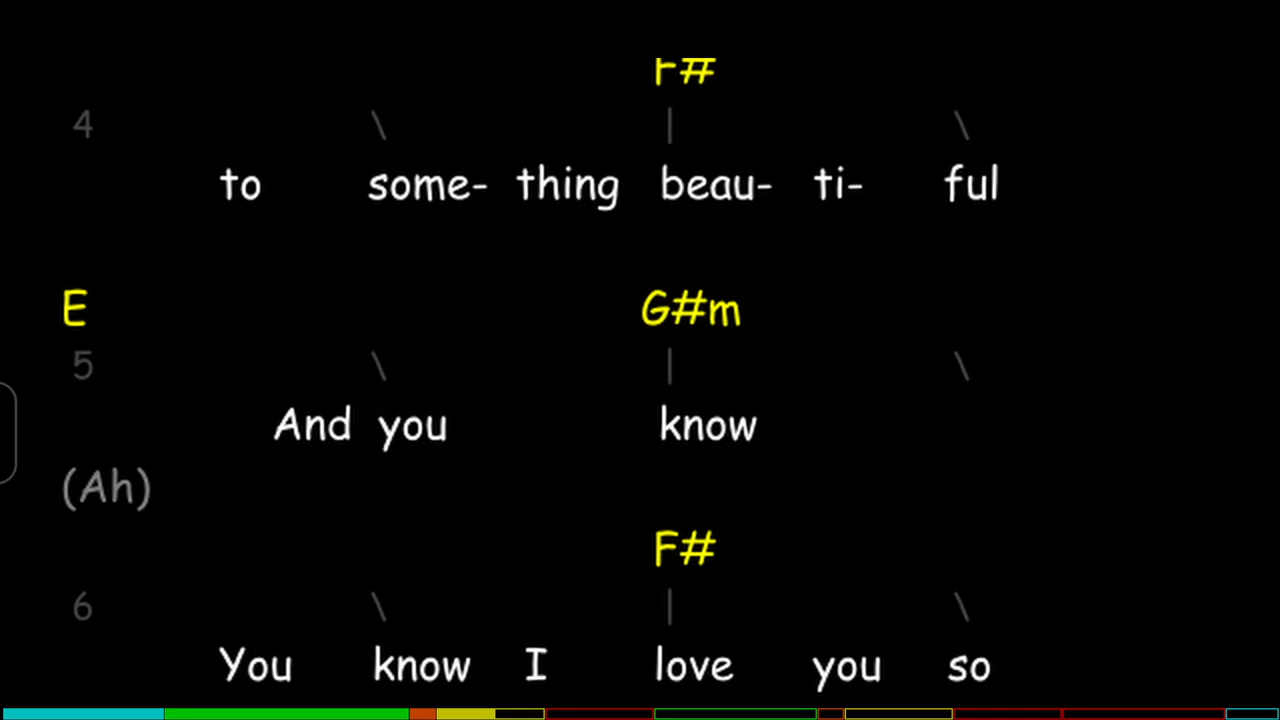 F#
4 \ | \
to some- thing beau- ti- ful
E G#m
5 \ | \
And you know
(Ah)
F#
6 \ | \
You know I love you so